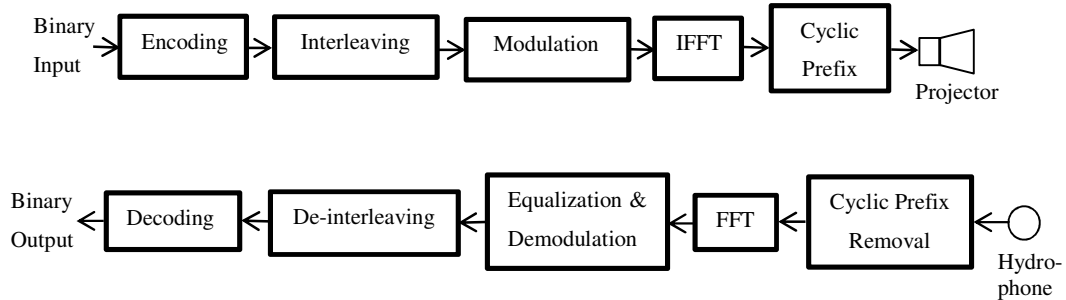 Binary
Input
Encoding
Interleaving
Modulation
IFFT
Cyclic
Prefix
Projector
Binary
Output
Decoding
De-interleaving
Equalization &
Demodulation
FFT
Cyclic Prefix
Removal
Hydro-
phone